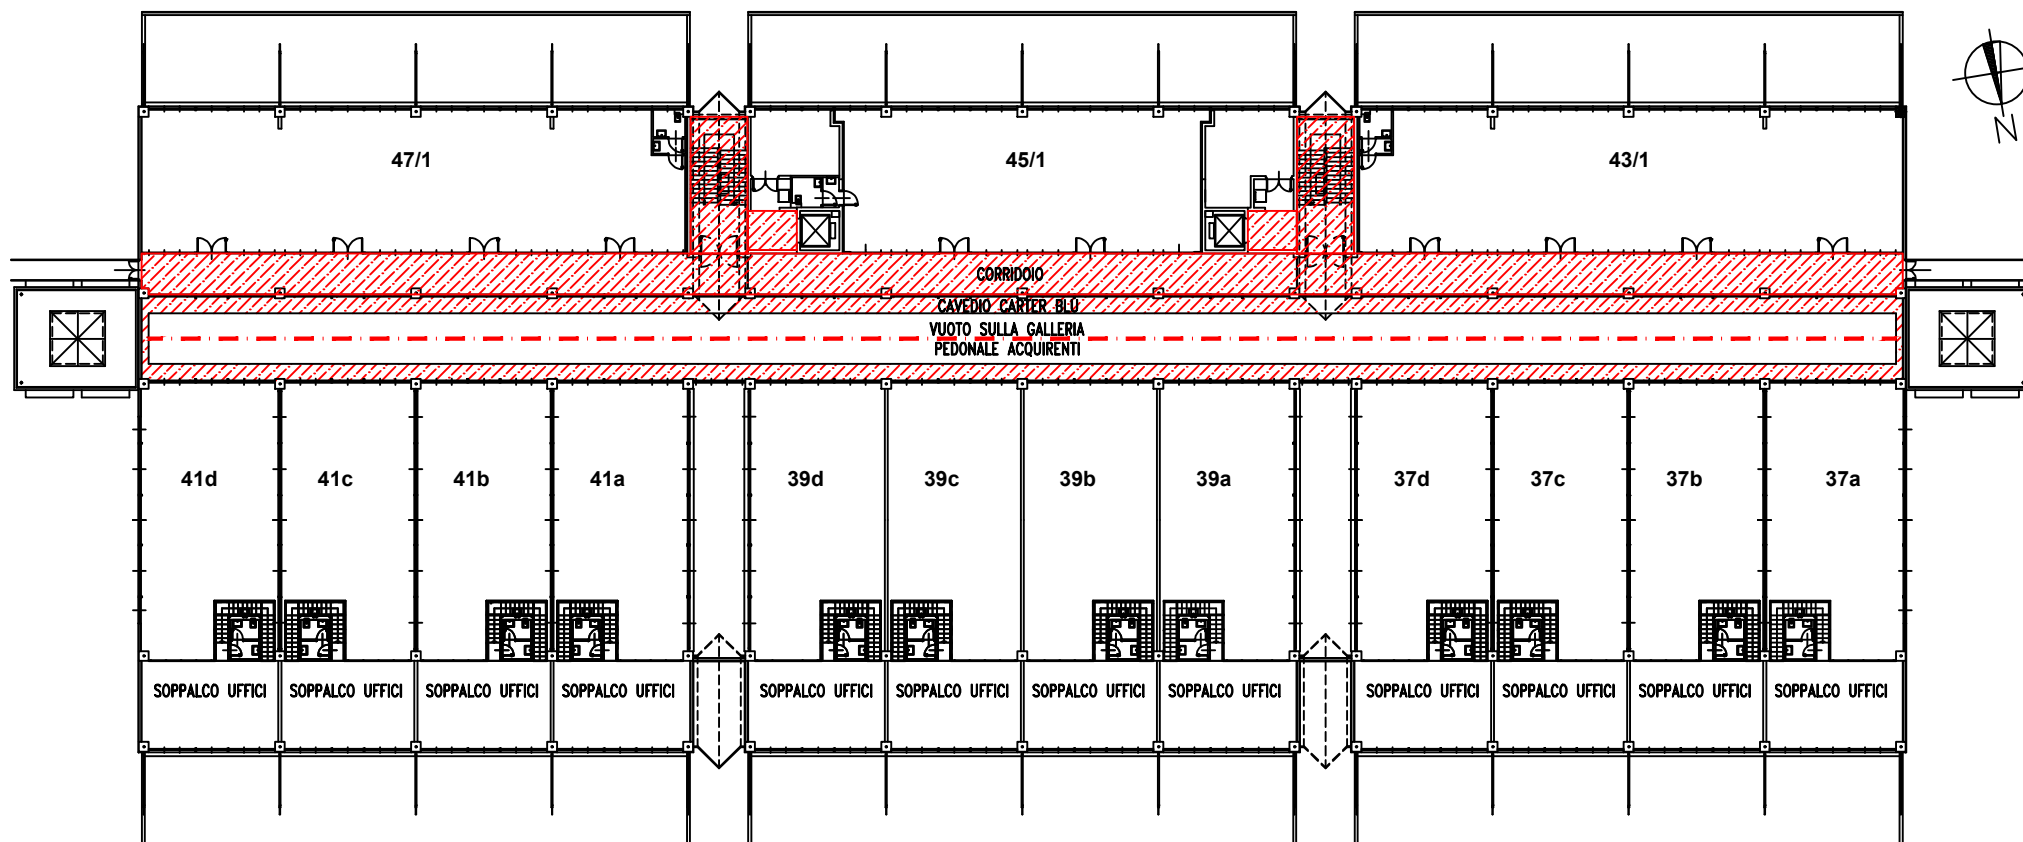 47/1
45/1
43/1
N
CORRIDOIO
CAVEDIO CARTER BLU
VUOTO SULLA GALLERIA
PEDONALE ACQUIRENTI
41d
41c
41b
41a
39d
39c
39b
39a
37d
37c
37b
37a
SOPPALCO UFFICI
SOPPALCO UFFICI
SOPPALCO UFFICI
SOPPALCO UFFICI
SOPPALCO UFFICI
SOPPALCO UFFICI
SOPPALCO UFFICI
SOPPALCO UFFICI
SOPPALCO UFFICI
SOPPALCO UFFICI
SOPPALCO UFFICI
SOPPALCO UFFICI